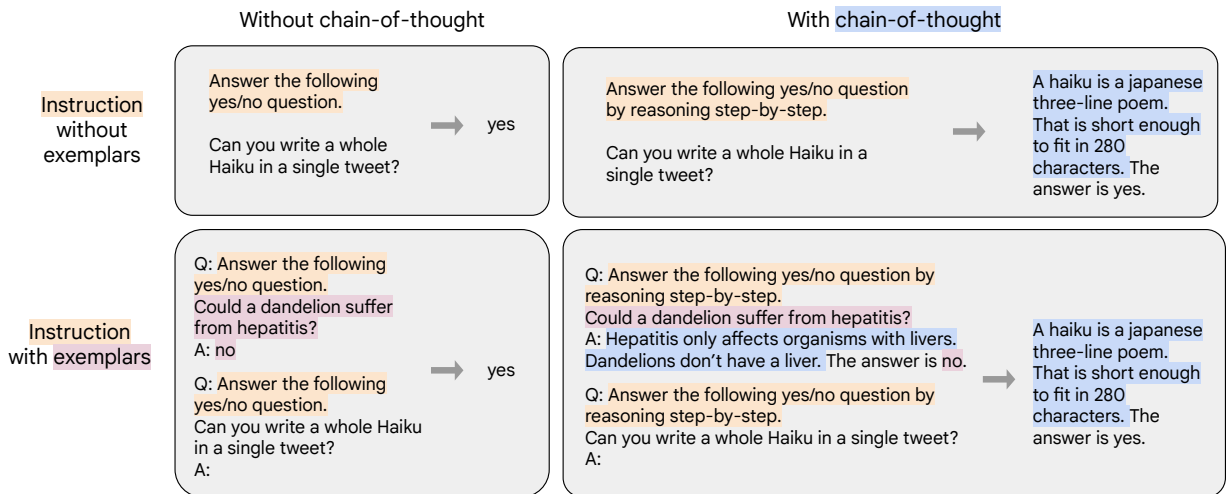 Without chain-of-thought
With chain-of-thought
Instruction
without
exemplars
Answer the following
yes/no question.
Can you write a whole
Haiku in a single tweet?
yes
Answer the following yes/no question
by reasoning step-by-step.
Can you write a whole Haiku in a
single tweet?
A haiku is a japanese
three-line poem.
That is short enough
to fit in 280
characters. The
answer is yes.
Instruction
with exemplars
Q: Answer the following
yes/no question.
Could a dandelion suffer
from hepatitis?
A: no
Q: Answer the following
yes/no question.
Can you write a whole Haiku
in a single tweet?
A:
yes
Q: Answer the following yes/no question by
reasoning step-by-step.
Could a dandelion suffer from hepatitis?
A: Hepatitis only affects organisms with livers.
Dandelions don’t have a liver. The answer is no.
Q: Answer the following yes/no question by
reasoning step-by-step.
Can you write a whole Haiku in a single tweet?
A:
A haiku is a japanese
three-line poem.
That is short enough
to fit in 280
characters. The
answer is yes.